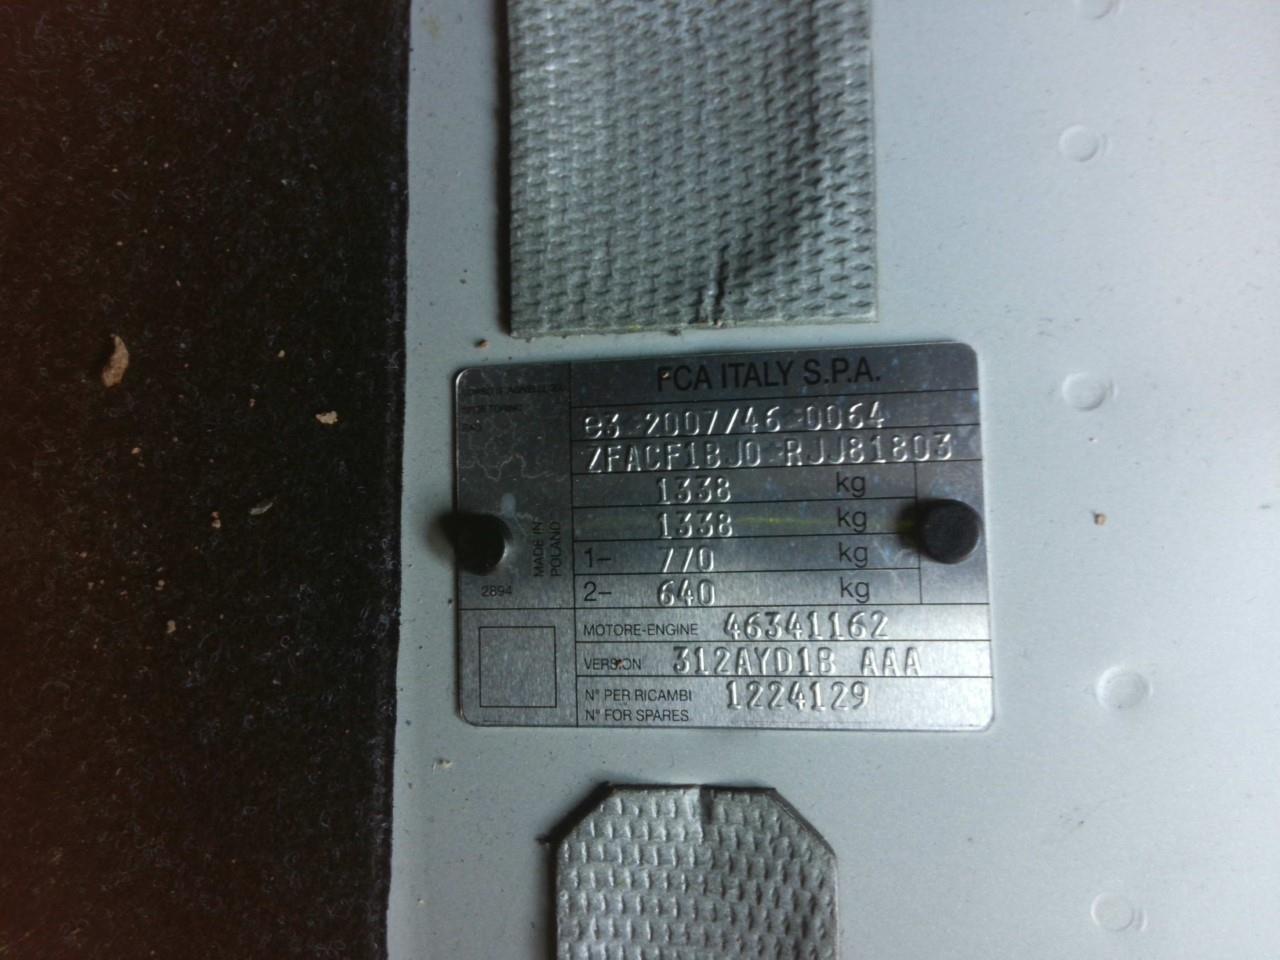 FCA ITALY S.P.A.
e3 2007/46 0064
ZFACF1BJ0 RJJ81803
1338 kg
1338 kg
1- 770 kg
2- 640 kg
MADE IN
POLAND
2894
MOTORE-ENGINE 46341162
VERSION 312AYD1B AAA
N° PER RICAMBI 1224129
N° FOR SPARES